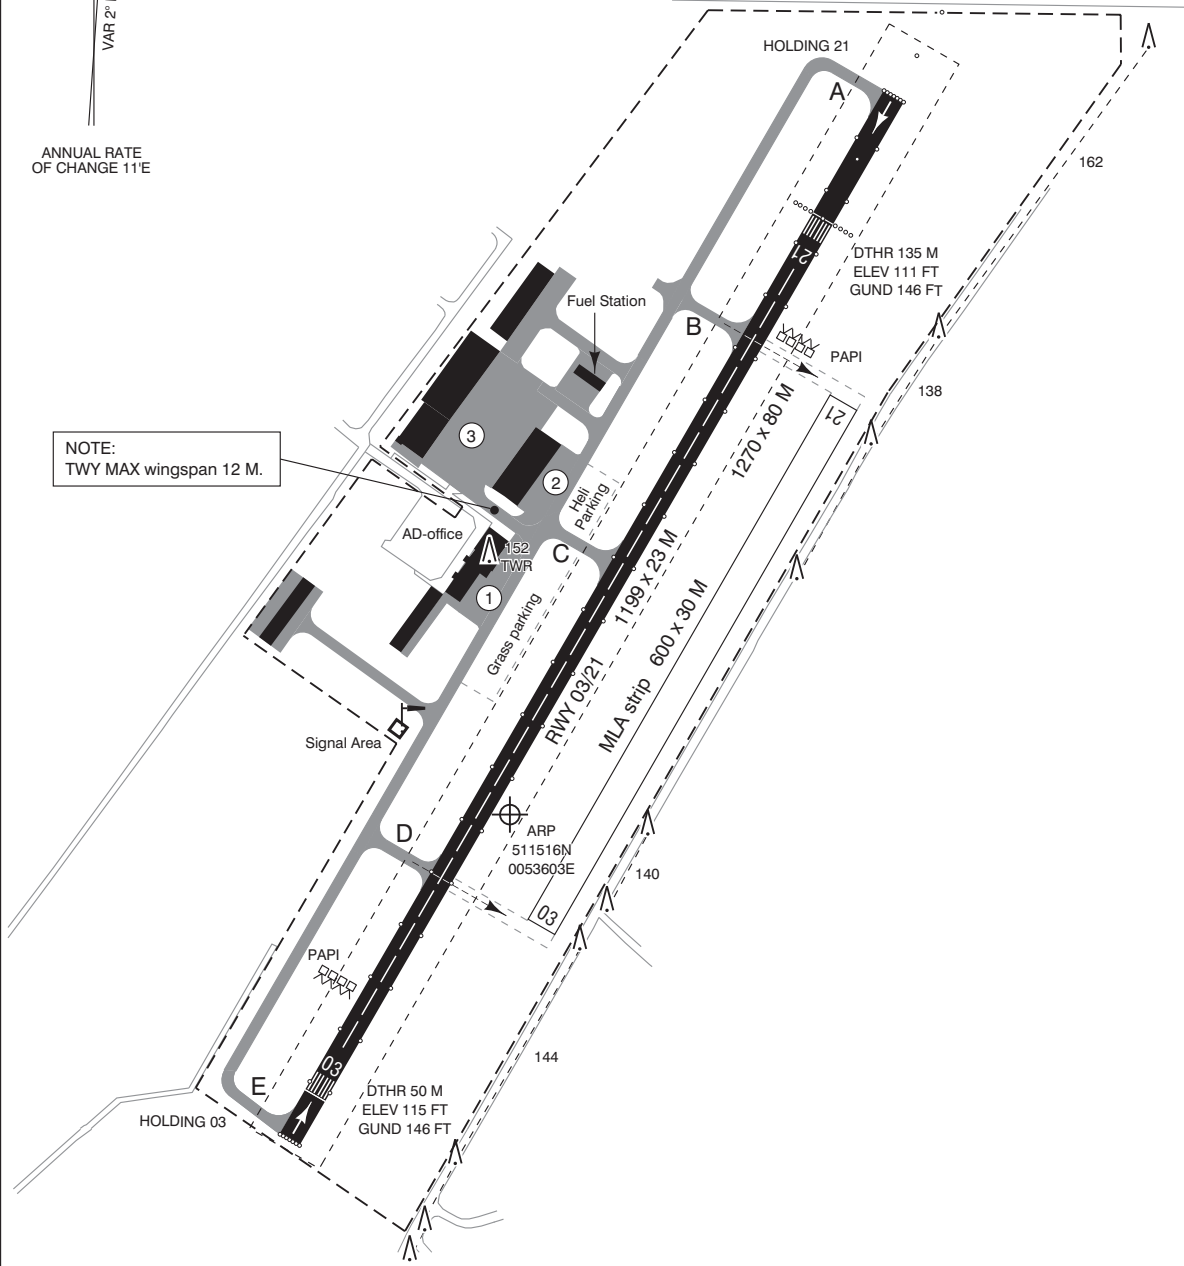 VAR 2°
ANNUAL RATE
OF CHANGE 11'E
HOLDING 21
A
162
21
DTHR 135 M
ELEV 111 FT
GUND 146 FT
Fuel Station
B
PAPI
138
21
1270 x 80 M
NOTE:
TWY MAX wingspan 12 M.
3
2
Heli
Parking
AD-office
152
TWR
C
1
Grass parking
1199 x 23 M
RWY 03/21
MLA strip 600 x 30 M
Signal Area
D
ARP
511516N
0053603E
140
03
PAPI
144
03
E
DTHR 50 M
ELEV 115 FT
GUND 146 FT
HOLDING 03